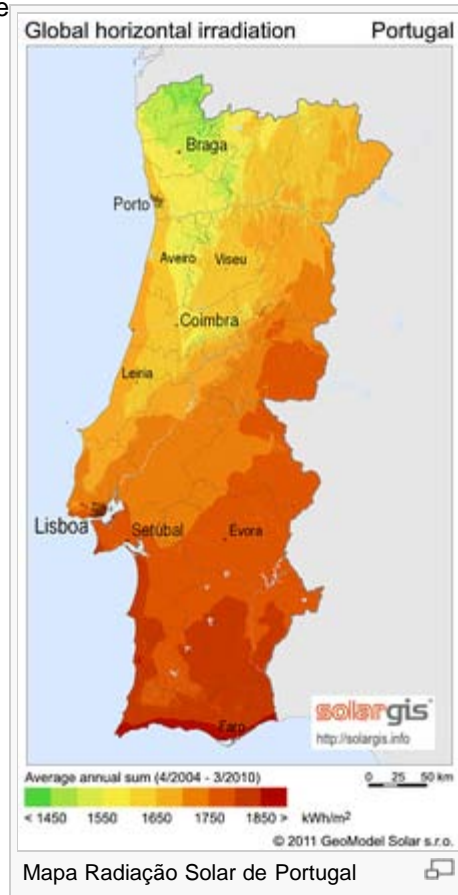 e
Global horizontal irradiation Portugal
Braga
Porto
Aveiro Viseu
Coimbra
Leiria
Lisboa
Setúbal
Evora
Faro
solargis
http://solargis.info
Average annual sum (4/2004 - 3/2010)
0 25 50 km
< 1450 1550 1650 1750 1850 > kWh/m²
© 2011 GeoModel Solar s.r.o.
Mapa Radiação Solar de Portugal